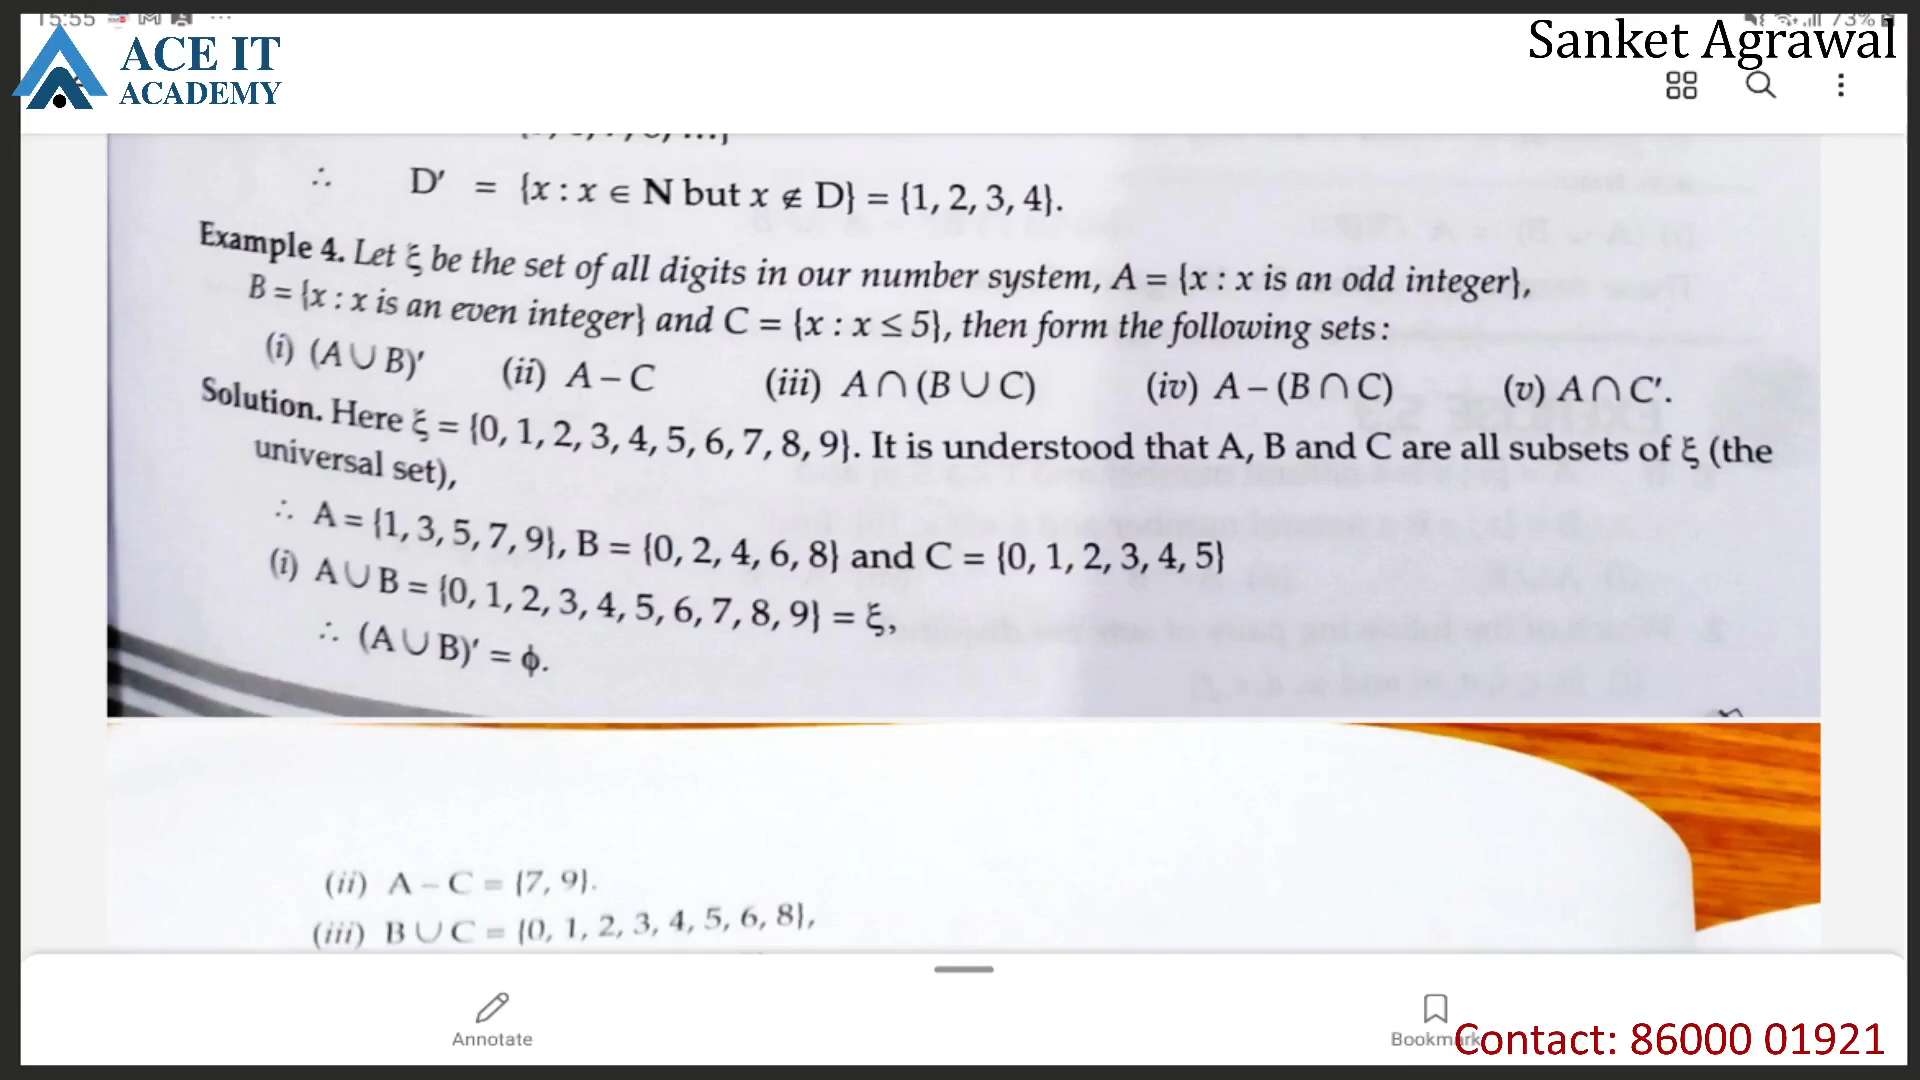 15:55
73%
ACE IT
ACADEMY
Sanket Agrawal
∴ D′ = {x : x ∈ N but x ∉ D} = {1, 2, 3, 4}.
Example 4. Let ξ be the set of all digits in our number system, A = {x : x is an odd integer},
B = {x : x is an even integer} and C = {x : x ≤ 5}, then form the following sets :
(i) (A ∪ B)′ (ii) A – C (iii) A ∩ (B ∪ C) (iv) A – (B ∩ C) (v) A ∩ C′.
Solution. Here ξ = {0, 1, 2, 3, 4, 5, 6, 7, 8, 9}. It is understood that A, B and C are all subsets of ξ (the
universal set),
∴ A = {1, 3, 5, 7, 9}, B = {0, 2, 4, 6, 8} and C = {0, 1, 2, 3, 4, 5}
(i) A ∪ B = {0, 1, 2, 3, 4, 5, 6, 7, 8, 9} = ξ,
∴ (A ∪ B)′ = ϕ.
(ii) A – C = {7, 9}.
(iii) B ∪ C = {0, 1, 2, 3, 4, 5, 6, 8},
Annotate
Bookmark
Contact: 86000 01921